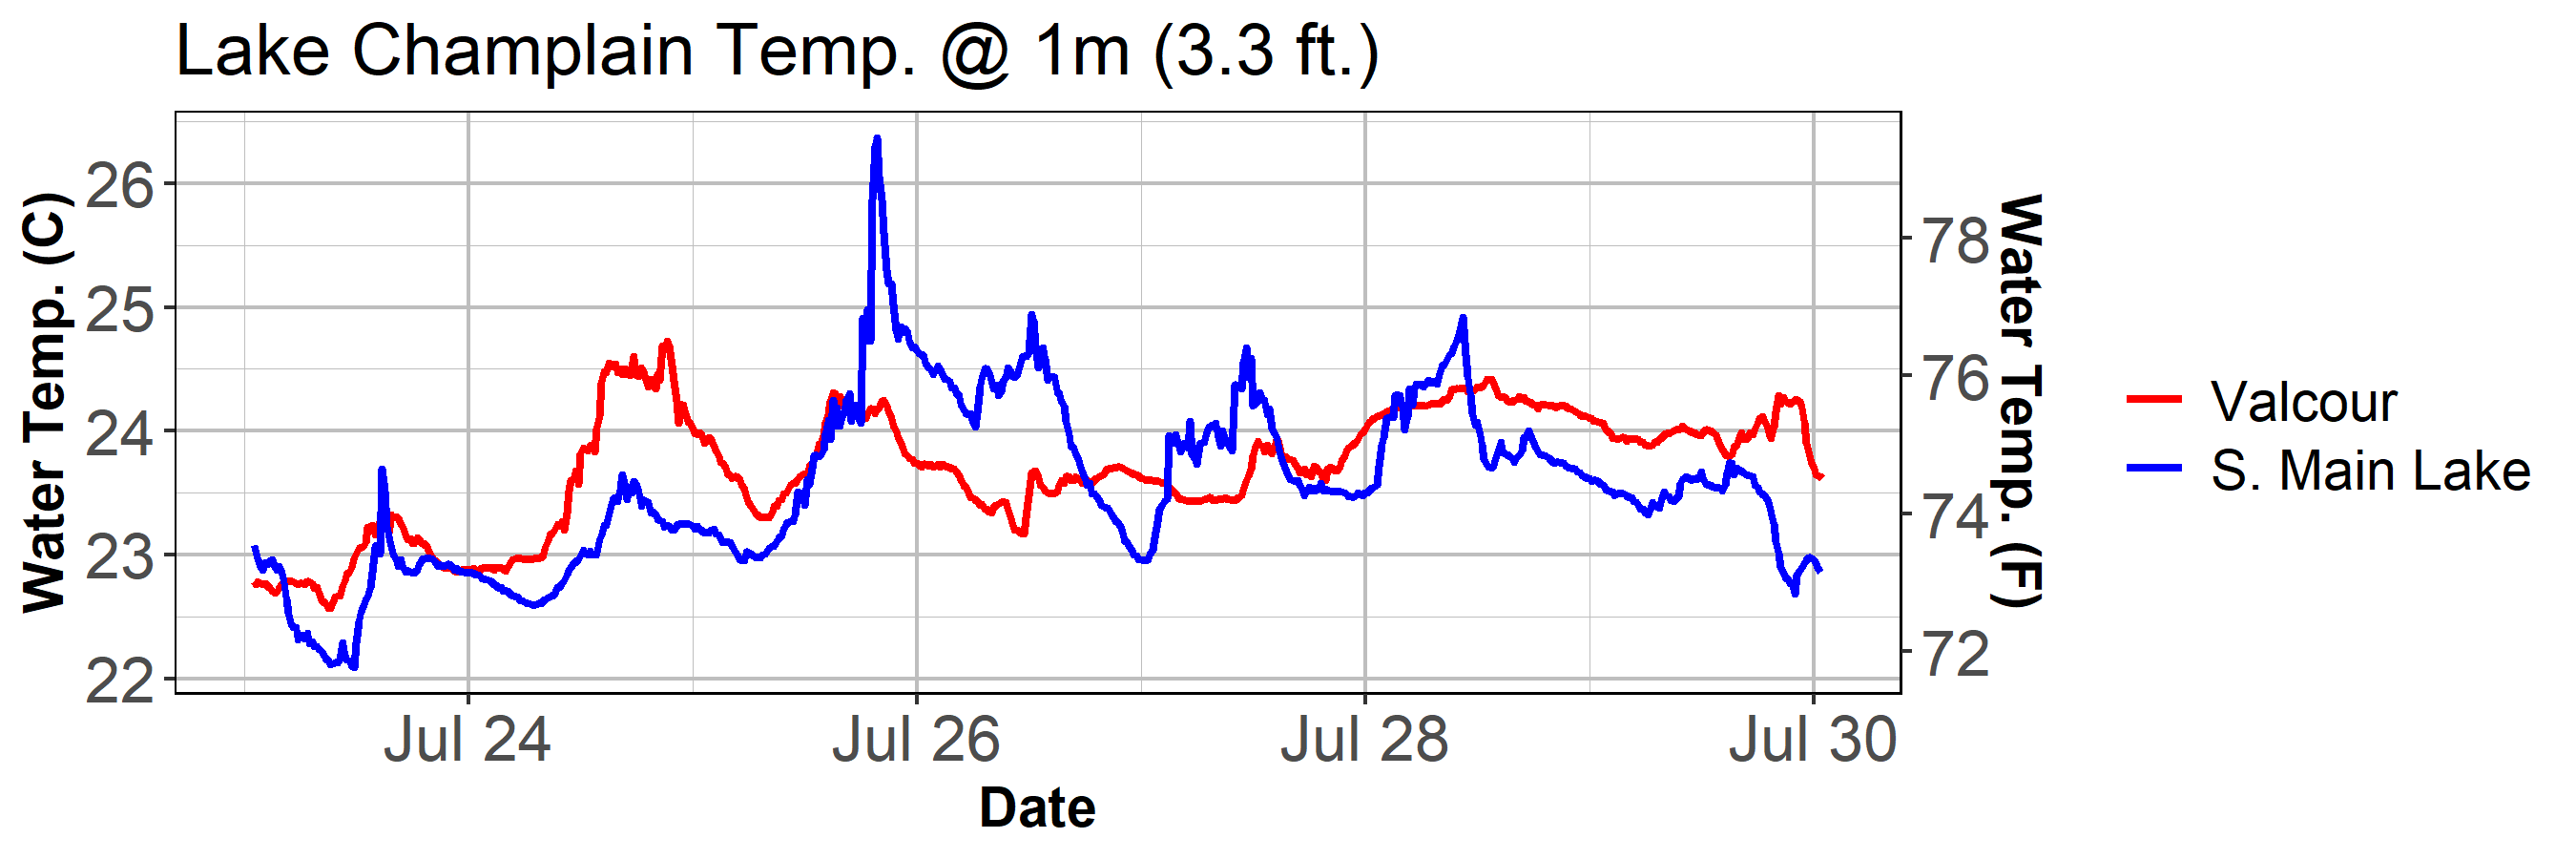 Lake Champlain Temp. @ 1m (3.3 ft.)
Water Temp. (C)
26
25
24
23
22
78
76
74
72
Water Temp. (F)
Jul 24
Jul 26
Jul 28
Jul 30
Date
Valcour
S. Main Lake